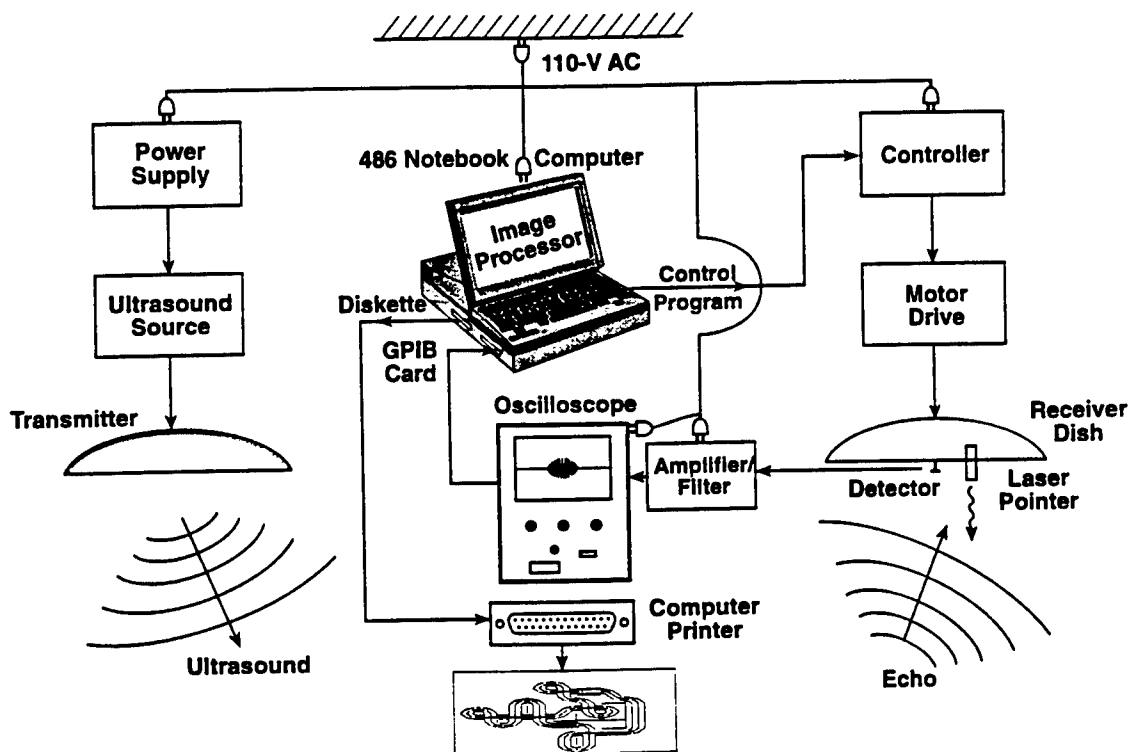 110-V AC
Power
Supply
486 Notebook Computer
Controller
Image
Processor
Ultrasound
Source
Diskette
Control
Program
Motor
Drive
GPIB
Card
Transmitter
Oscilloscope
Receiver
Dish
Amplifier/
Filter
Detector
Laser
Pointer
Computer
Printer
Ultrasound
Echo